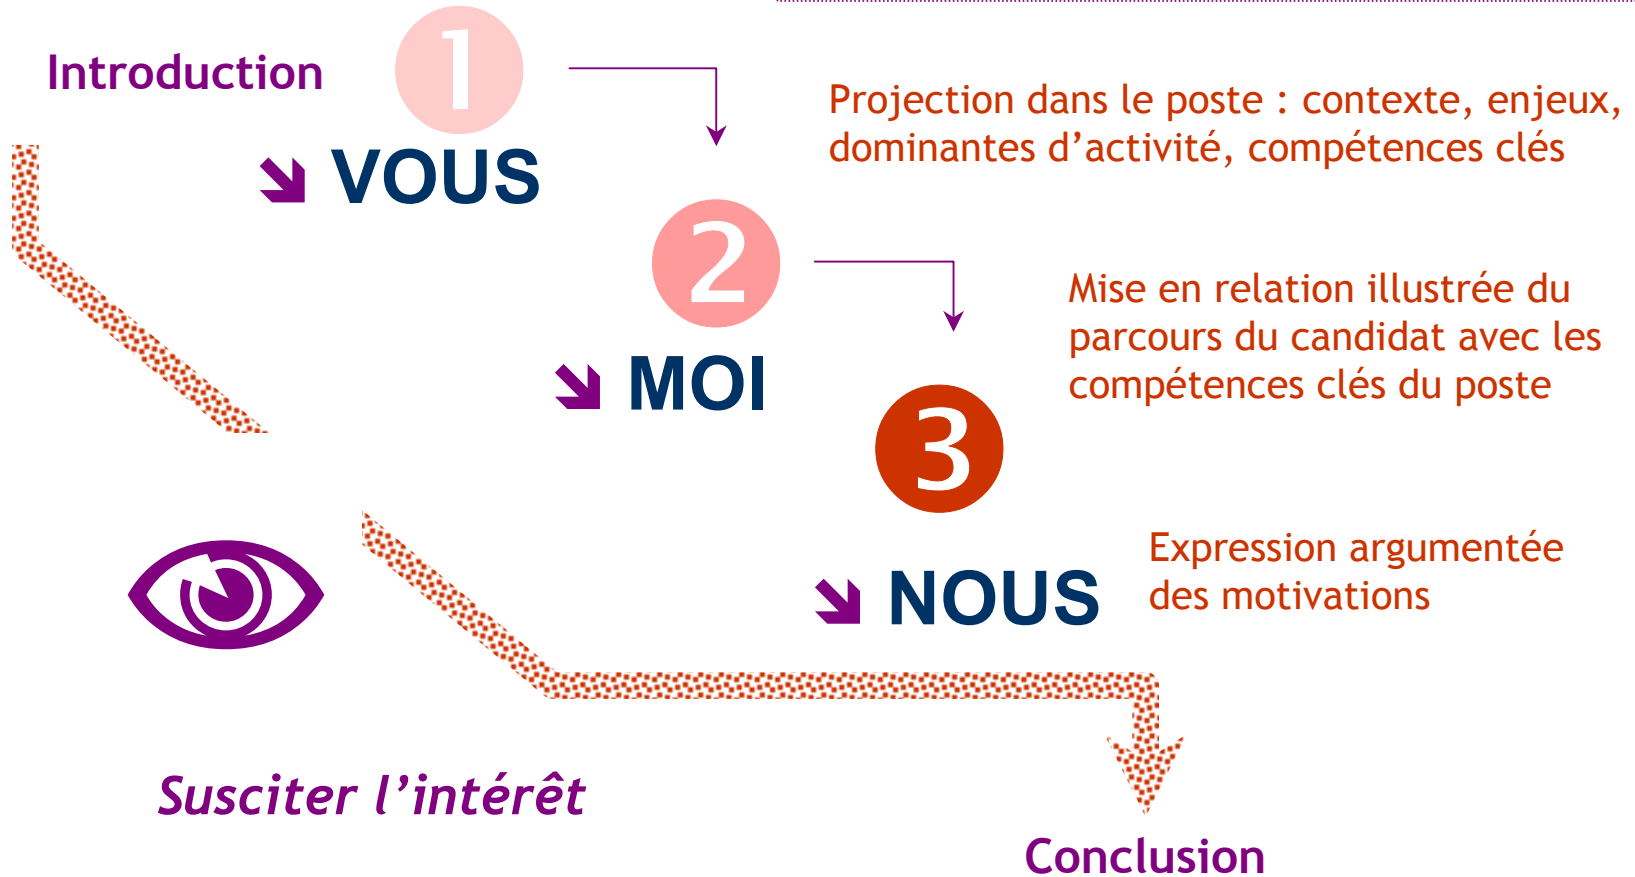 Introduction
1
VOUS
Projection dans le poste : contexte, enjeux,
dominantes d’activité, compétences clés
2
MOI
Mise en relation illustrée du
parcours du candidat avec les
compétences clés du poste
3
NOUS
Expression argumentée
des motivations
Susciter l’intérêt
Conclusion